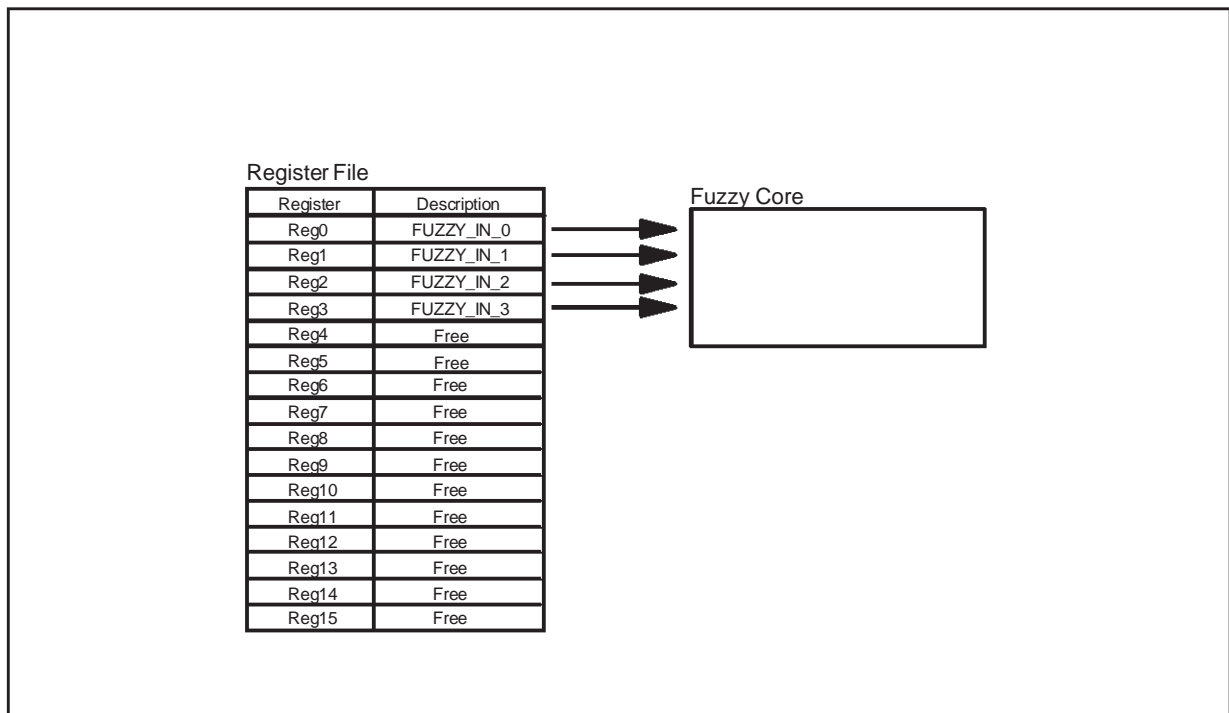 Register File
Register Description
Reg0 FUZZY_IN_0
Reg1 FUZZY_IN_1
Reg2 FUZZY_IN_2
Reg3 FUZZY_IN_3
Reg4 Free
Reg5 Free
Reg6 Free
Reg7 Free
Reg8 Free
Reg9 Free
Reg10 Free
Reg11 Free
Reg12 Free
Reg13 Free
Reg14 Free
Reg15 Free
Fuzzy Core